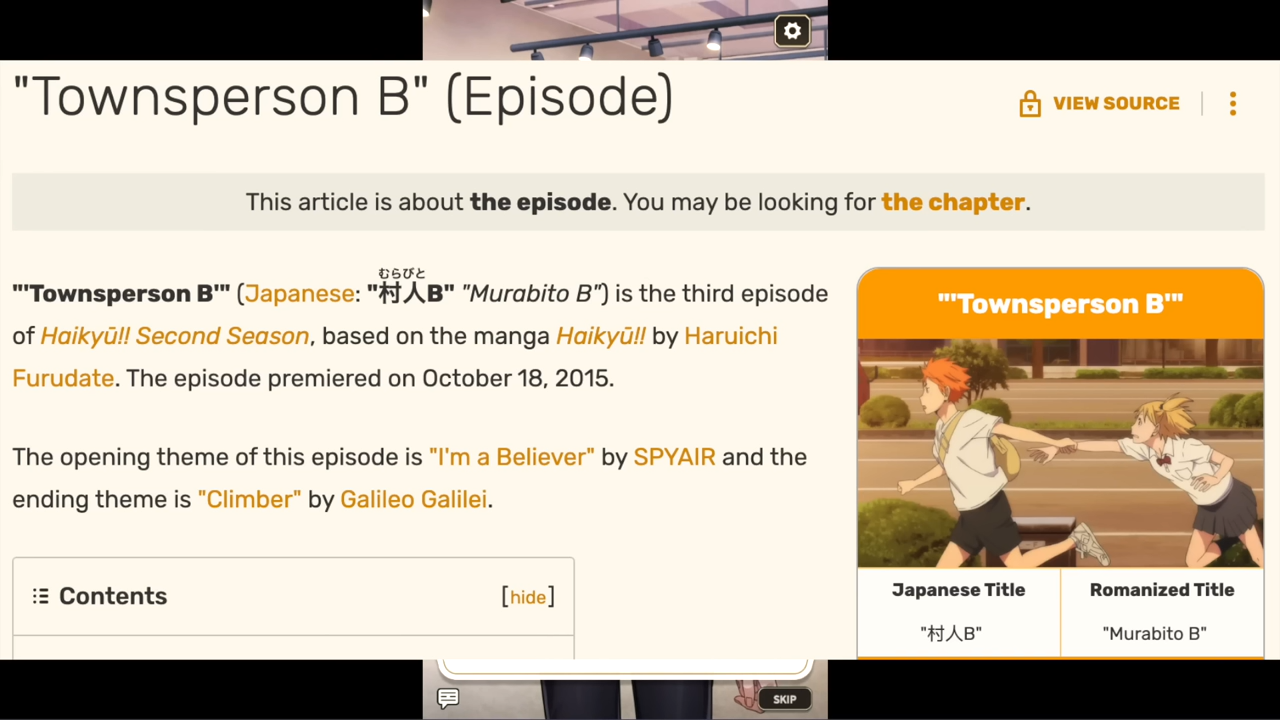 "Townsperson B" (Episode)
VIEW SOURCE
This article is about the episode. You may be looking for the chapter.
むらびと
"'Townsperson B'" (Japanese: "村人B" "Murabito B") is the third episode
of Haikyū!! Second Season, based on the manga Haikyū!! by Haruichi
Furudate. The episode premiered on October 18, 2015.
The opening theme of this episode is "I'm a Believer" by SPYAIR and the
ending theme is "Climber" by Galileo Galilei.
Contents [hide]
"'Townsperson B'"
Japanese Title Romanized Title
"村人B" "Murabito B"
SKIP